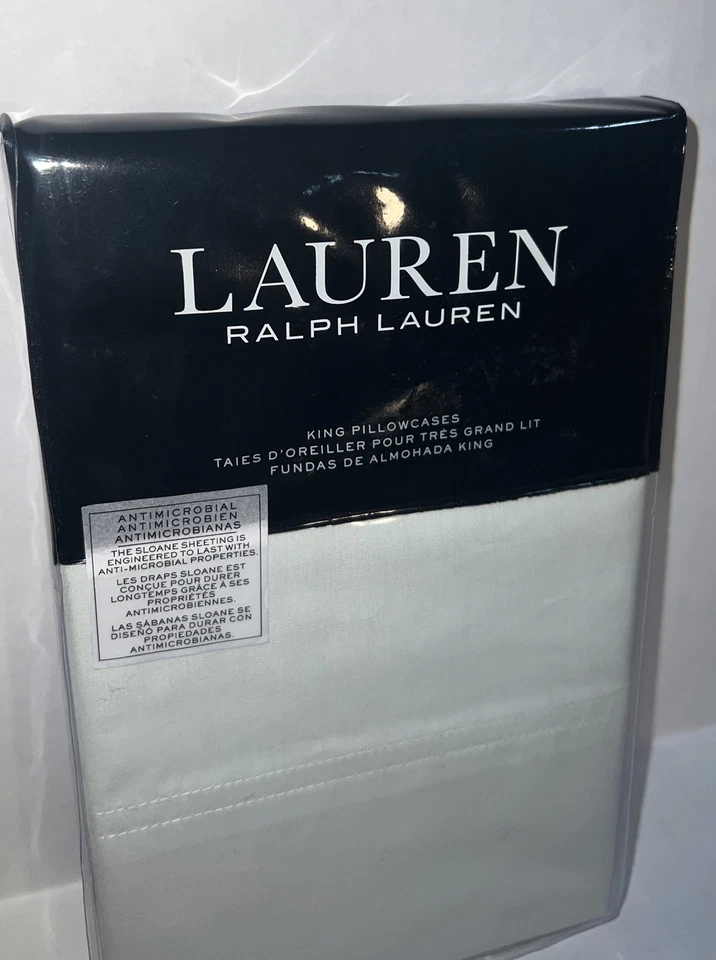 LAUREN
RALPH LAUREN
KING PILLOWCASES
TAIES D'OREILLER POUR TRÈS GRAND LIT
FUNDAS DE ALMOHADA KING
ANTIMICROBIAL
ANTIMICROBIEN
ANTIMICROBIANAS
THE SLOANE SHEETING IS
ENGINEERED TO LAST WITH
ANTI-MICROBIAL PROPERTIES.
LES DRAPS SLOANE EST
CONÇUE POUR DURER
LONGTEMPS GRÂCE À SES
PROPRIÉTÉS
ANTIMICROBIENNES.
LAS SÁBANAS SLOANE SE
DISEÑÓ PARA DURAR CON
PROPIEDADES
ANTIMICROBIANAS.